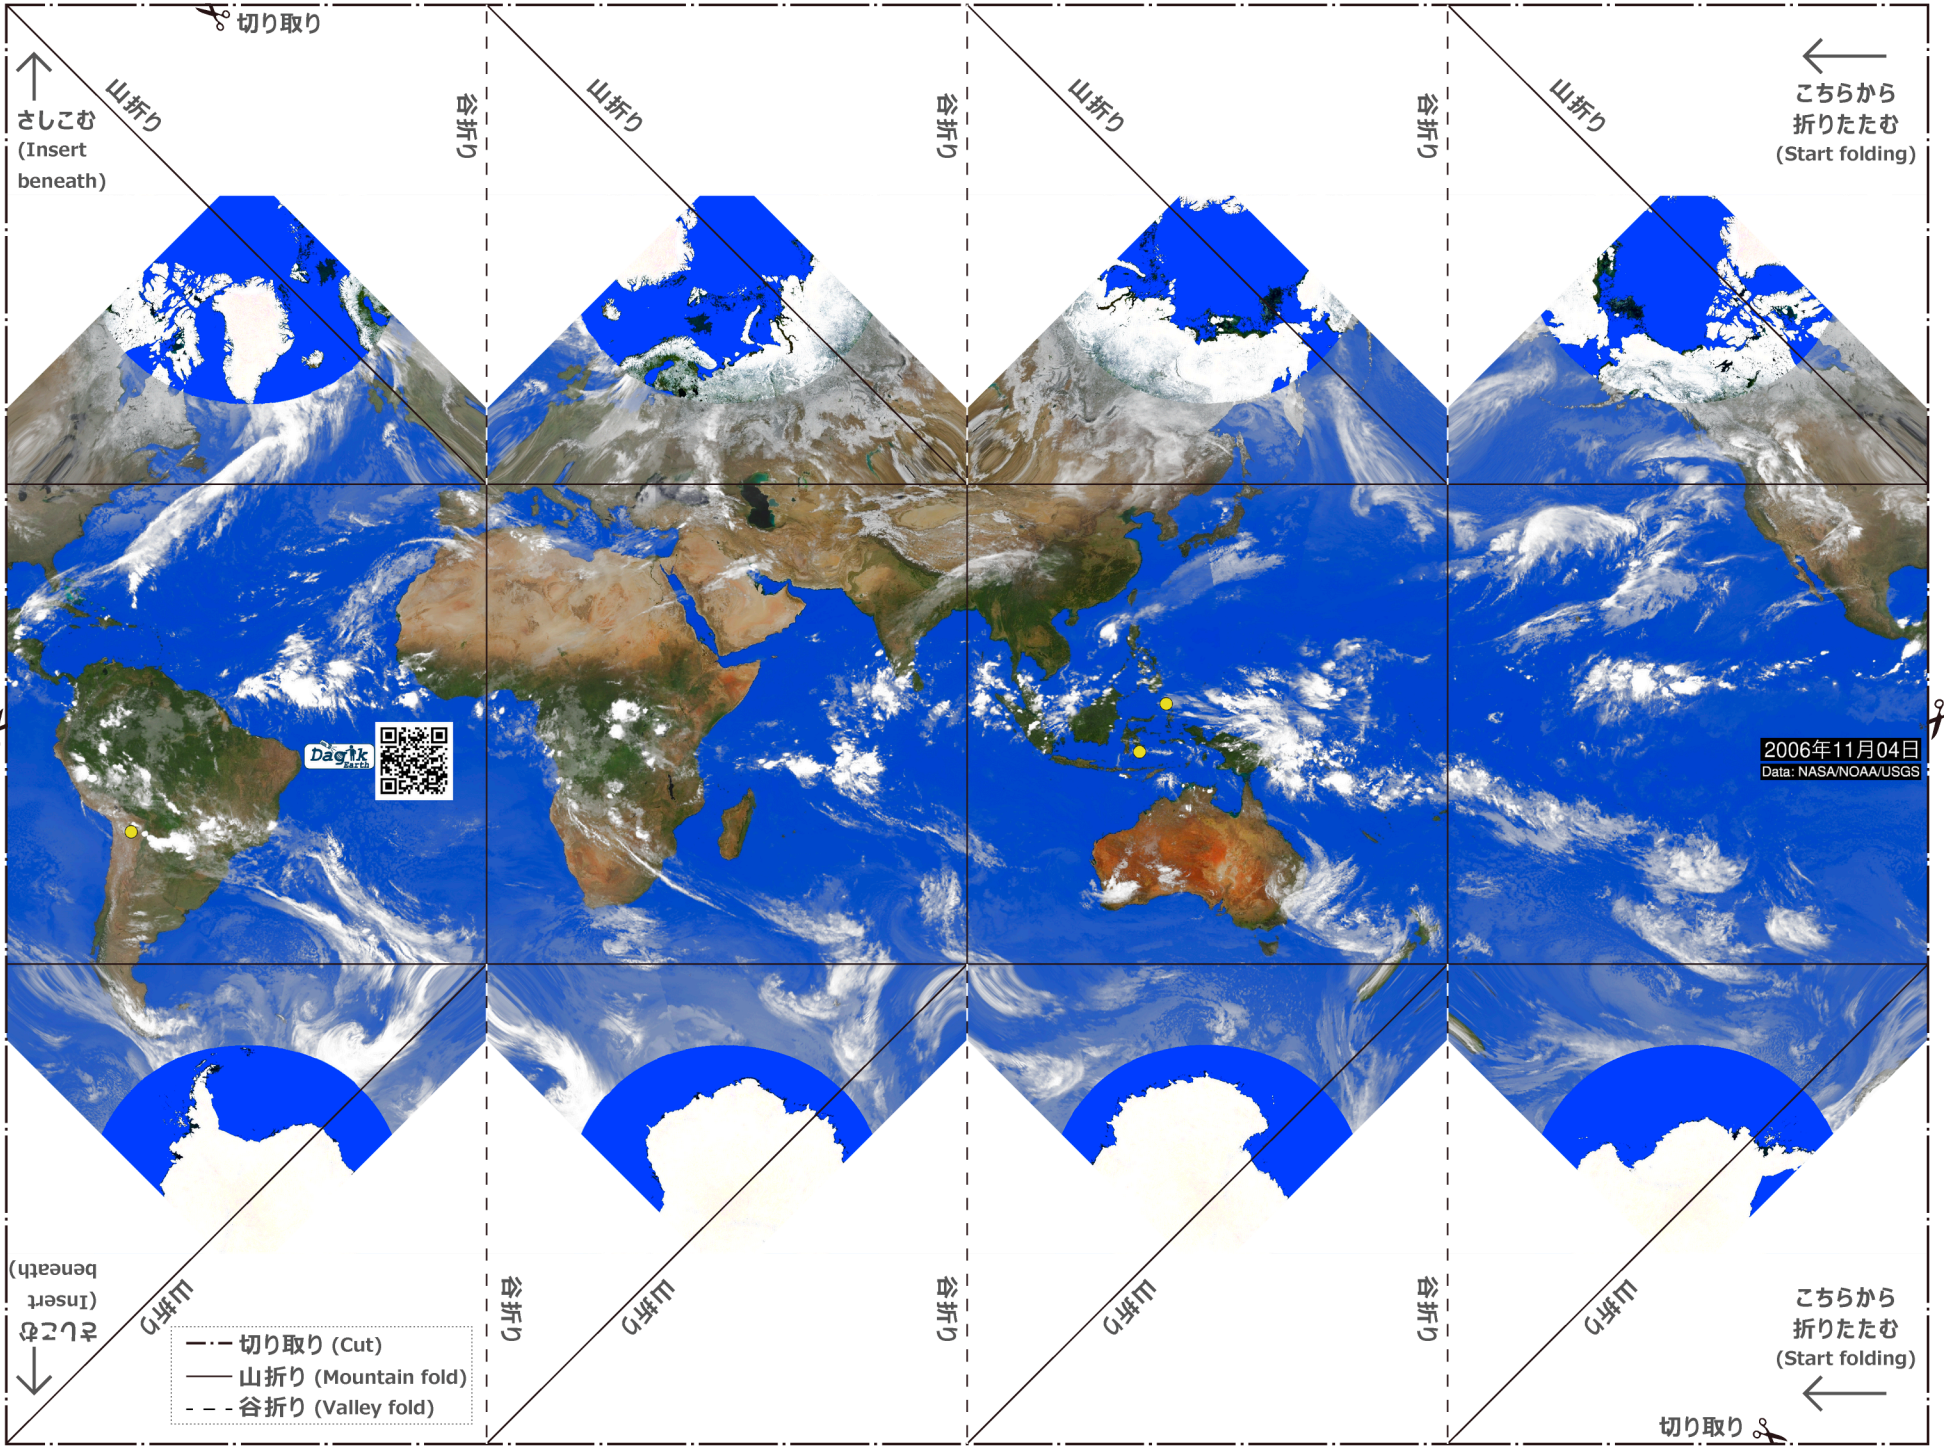 切り取り
山折り
谷折り
山折り
谷折り
山折り
谷折り
山折り
さしこむ
(Insert
beneath)
こちらから
折りたたむ
(Start folding)
Dagik
Earth
2006年11月04日
Data: NASA/NOAA/USGS
さしこむ
(Insert
beneath)
山折り
谷折り
山折り
谷折り
山折り
谷折り
山折り
こちらから
折りたたむ
(Start folding)
切り取り (Cut)
山折り (Mountain fold)
谷折り (Valley fold)
切り取り